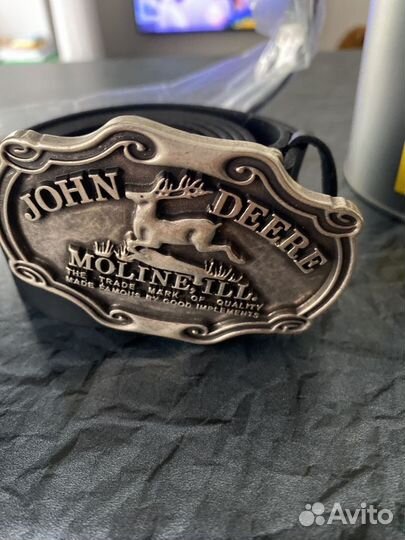 JOHN DEERE
MOLINE, ILL.
THE TRADE MARK OF QUALITY
MADE FAMOUS BY GOOD IMPLEMENTS
Avito